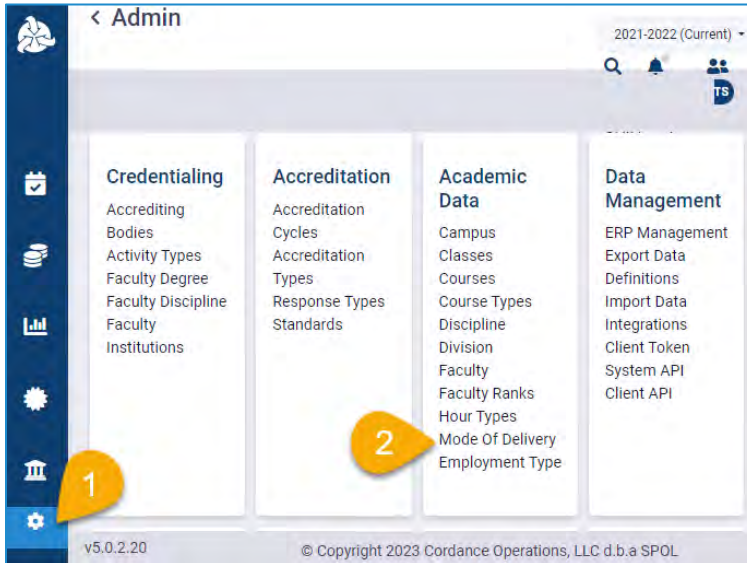 < Admin
2021-2022 (Current)
TS
Credentialing
Accrediting
Bodies
Activity Types
Faculty Degree
Faculty Discipline
Faculty
Institutions
Accreditation
Accreditation
Cycles
Accreditation
Types
Response Types
Standards
Academic
Data
Campus
Classes
Courses
Course Types
Discipline
Division
Faculty
Faculty Ranks
Hour Types
Mode Of Delivery
Employment Type
Data
Management
ERP Management
Export Data
Definitions
Import Data
Integrations
Client Token
System API
Client API
2
1
v5.0.2.20
© Copyright 2023 Cordance Operations, LLC d.b.a SPOL